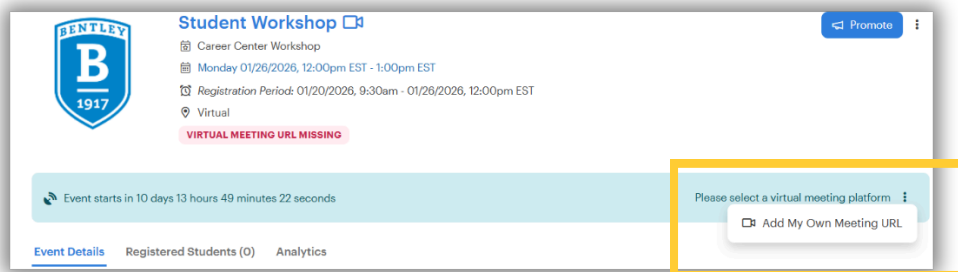 BENTLEY
B
1917
Student Workshop
Promote
Career Center Workshop
Monday 01/26/2026, 12:00pm EST - 1:00pm EST
Registration Period: 01/20/2026, 9:30am - 01/26/2026, 12:00pm EST
Virtual
VIRTUAL MEETING URL MISSING
Event starts in 10 days 13 hours 49 minutes 22 seconds
Please select a virtual meeting platform
Add My Own Meeting URL
Event Details Registered Students (0) Analytics